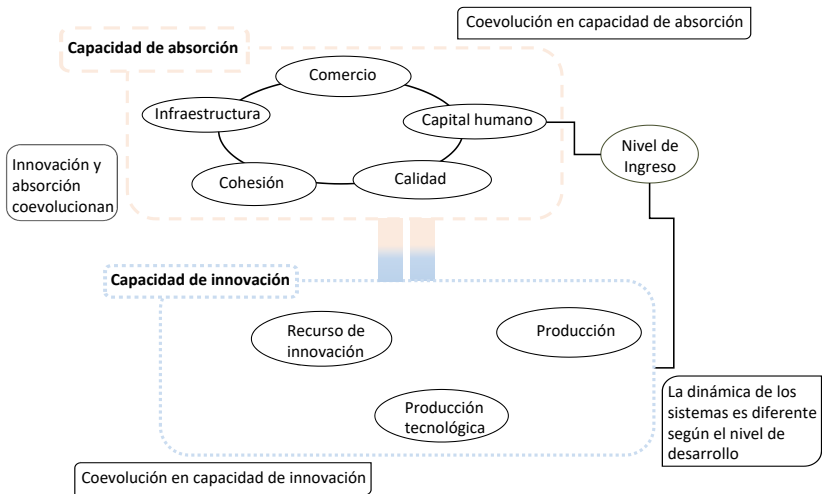 Coevolución en capacidad de absorción
Capacidad de absorción
Comercio
Infraestructura
Capital humano
Cohesión
Calidad
Nivel de
Ingreso
Innovación y
absorción
coevolucionan
Capacidad de innovación
Recurso de
innovación
Producción
Producción
tecnológica
La dinámica de los
sistemas es diferente
según el nivel de
desarrollo
Coevolución en capacidad de innovación